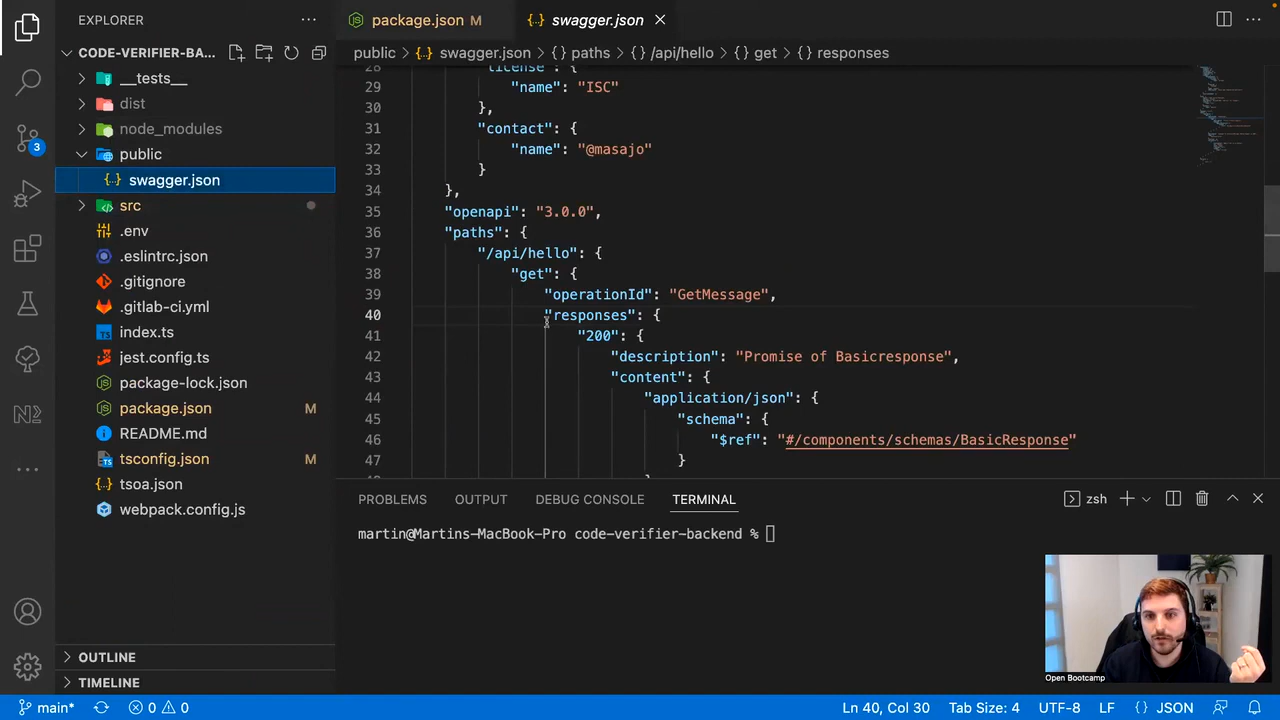 EXPLORER
package.json M
swagger.json
CODE-VERIFIER-BA...
public > swagger.json > paths > /api/hello > get > responses
__tests__
dist
node_modules
public
swagger.json
src
.env
.eslintrc.json
.gitignore
.gitlab-ci.yml
index.ts
jest.config.ts
package-lock.json
package.json M
README.md
tsconfig.json M
tsoa.json
webpack.config.js
OUTLINE
TIMELINE
3
28 "license": {
29 "name": "ISC"
30 },
31 "contact": {
32 "name": "@masajo"
33 }
34 },
35 "openapi": "3.0.0",
36 "paths": {
37 "/api/hello": {
38 "get": {
39 "operationId": "GetMessage",
40 "responses": {
41 "200": {
42 "description": "Promise of Basicresponse",
43 "content": {
44 "application/json": {
45 "schema": {
46 "$ref": "#/components/schemas/BasicResponse"
47 }
PROBLEMS OUTPUT DEBUG CONSOLE TERMINAL
zsh
martin@Martins-MacBook-Pro code-verifier-backend %
Open Bootcamp
main* 0 0 Ln 40, Col 30 Tab Size: 4 UTF-8 LF {} JSON